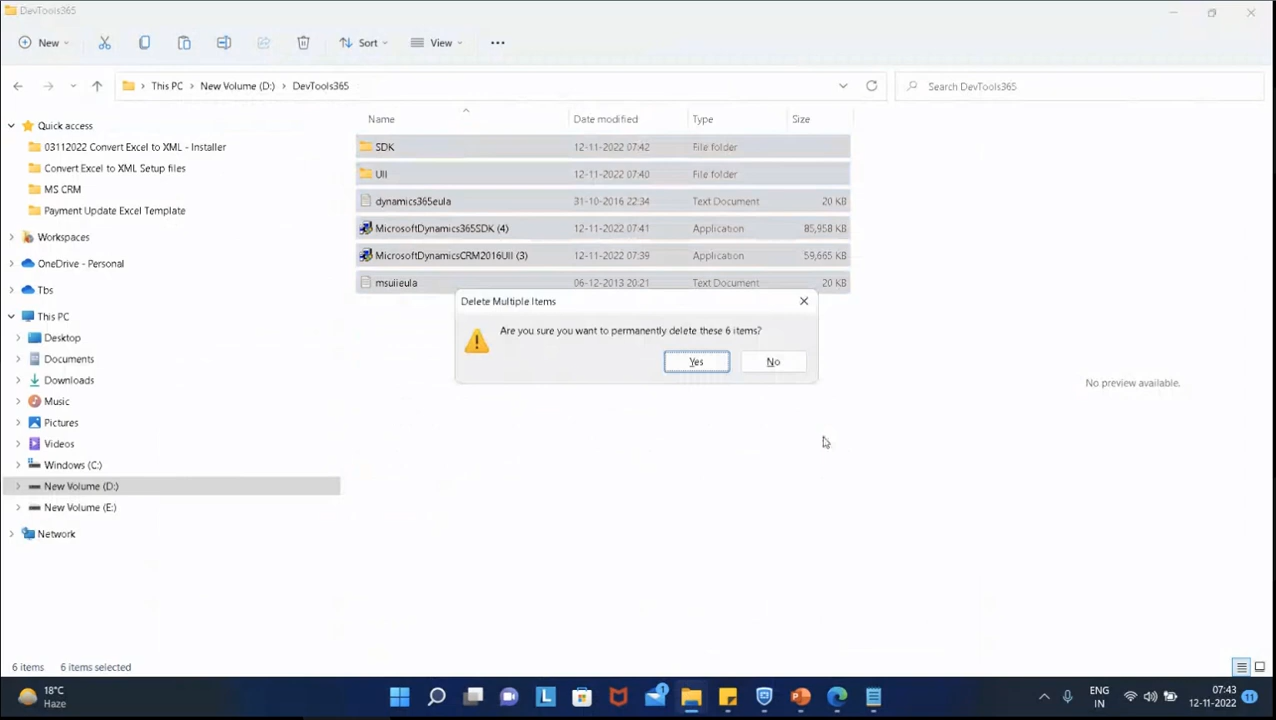 DevTools365
New
Sort
View
This PC
New Volume (D:)
DevTools365
Search DevTools365
Name
Date modified
Type
Size
Quick access
03112022 Convert Excel to XML - Installer
Convert Excel to XML Setup files
MS CRM
Payment Update Excel Template
Workspaces
OneDrive - Personal
Tbs
This PC
Desktop
Documents
Downloads
Music
Pictures
Videos
Windows (C:)
New Volume (D:)
New Volume (E:)
Network
SDK 12-11-2022 07:42 File folder
UII 12-11-2022 07:40 File folder
dynamics365eula 31-10-2016 22:34 Text Document 20 KB
MicrosoftDynamics365SDK (4) 12-11-2022 07:41 Application 85,958 KB
MicrosoftDynamicsCRM2016UII (3) 12-11-2022 07:39 Application 59,665 KB
msuiieula 06-12-2013 20:21 Text Document 20 KB
Delete Multiple Items
Are you sure you want to permanently delete these 6 items?
Yes
No
No preview available.
6 items
6 items selected
18°C
Haze
L
1
ENG
IN
07:43
12-11-2022
11